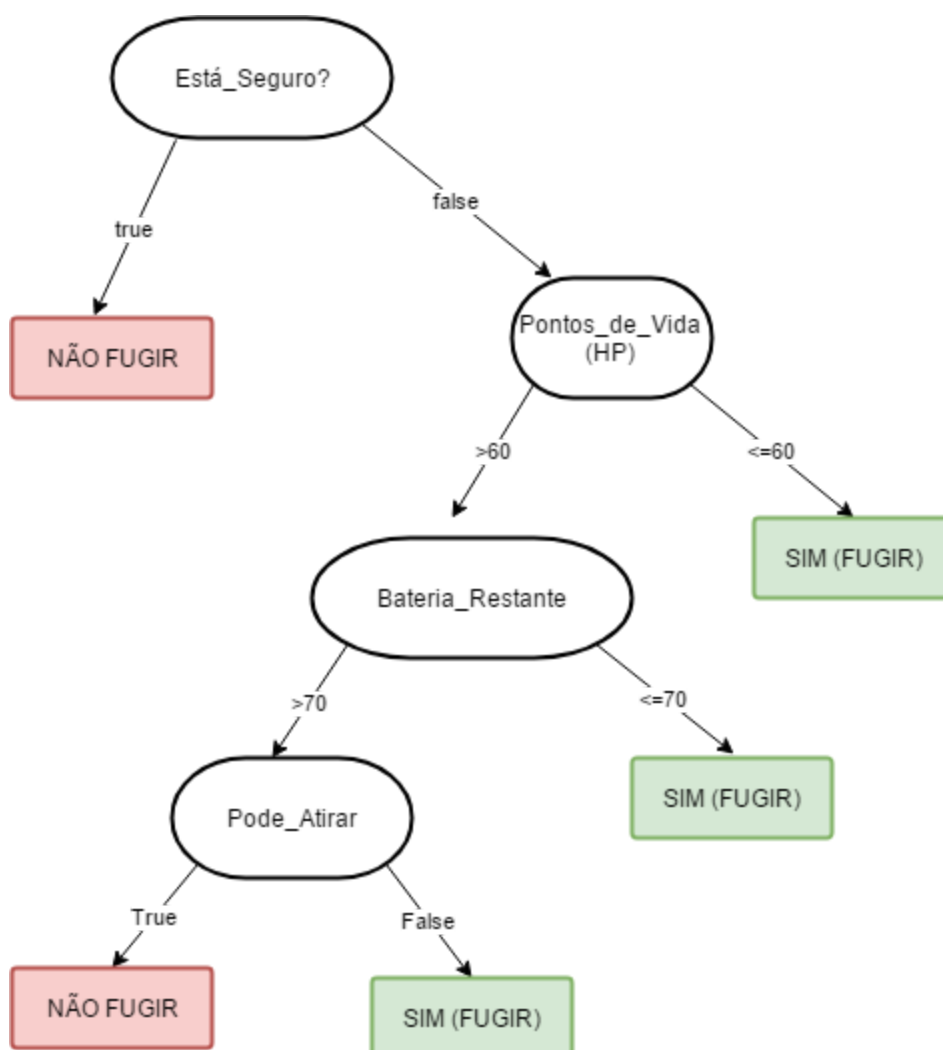 Está_Seguro?
true
false
NÃO FUGIR
Pontos_de_Vida
(HP)
>60
<=60
SIM (FUGIR)
Bateria_Restante
>70
<=70
SIM (FUGIR)
Pode_Atirar
True
False
NÃO FUGIR
SIM (FUGIR)